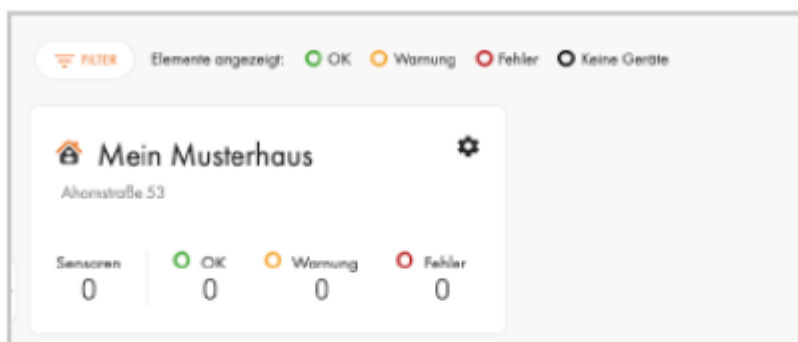 FILTER Elemente angezeigt: OK Warnung Fehler Keine Geräte
Mein Musterhaus
Ahornstraße 53
Sensoren OK Warnung Fehler
0 0 0 0